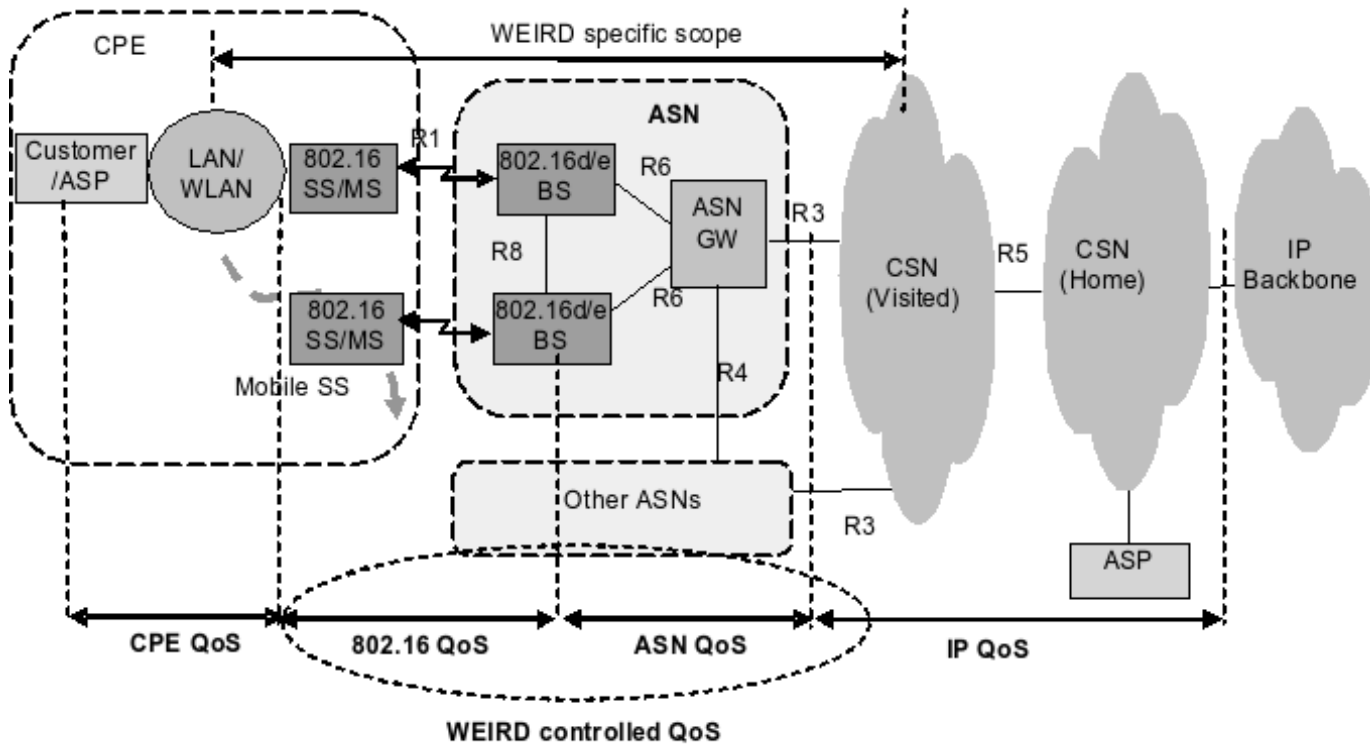 WEIRD specific scope
CPE
ASN
Customer
/ASP
LAN/
WLAN
802.16
SS/MS
R1
802.16d/e
BS
R6
ASN
GW
R3
R8
R6
CSN
(Visited)
R5
CSN
(Home)
IP
Backbone
802.16
SS/MS
802.16d/e
BS
Mobile SS
R4
Other ASNs
R3
ASP
CPE QoS
802.16 QoS
ASN QoS
IP QoS
WEIRD controlled QoS